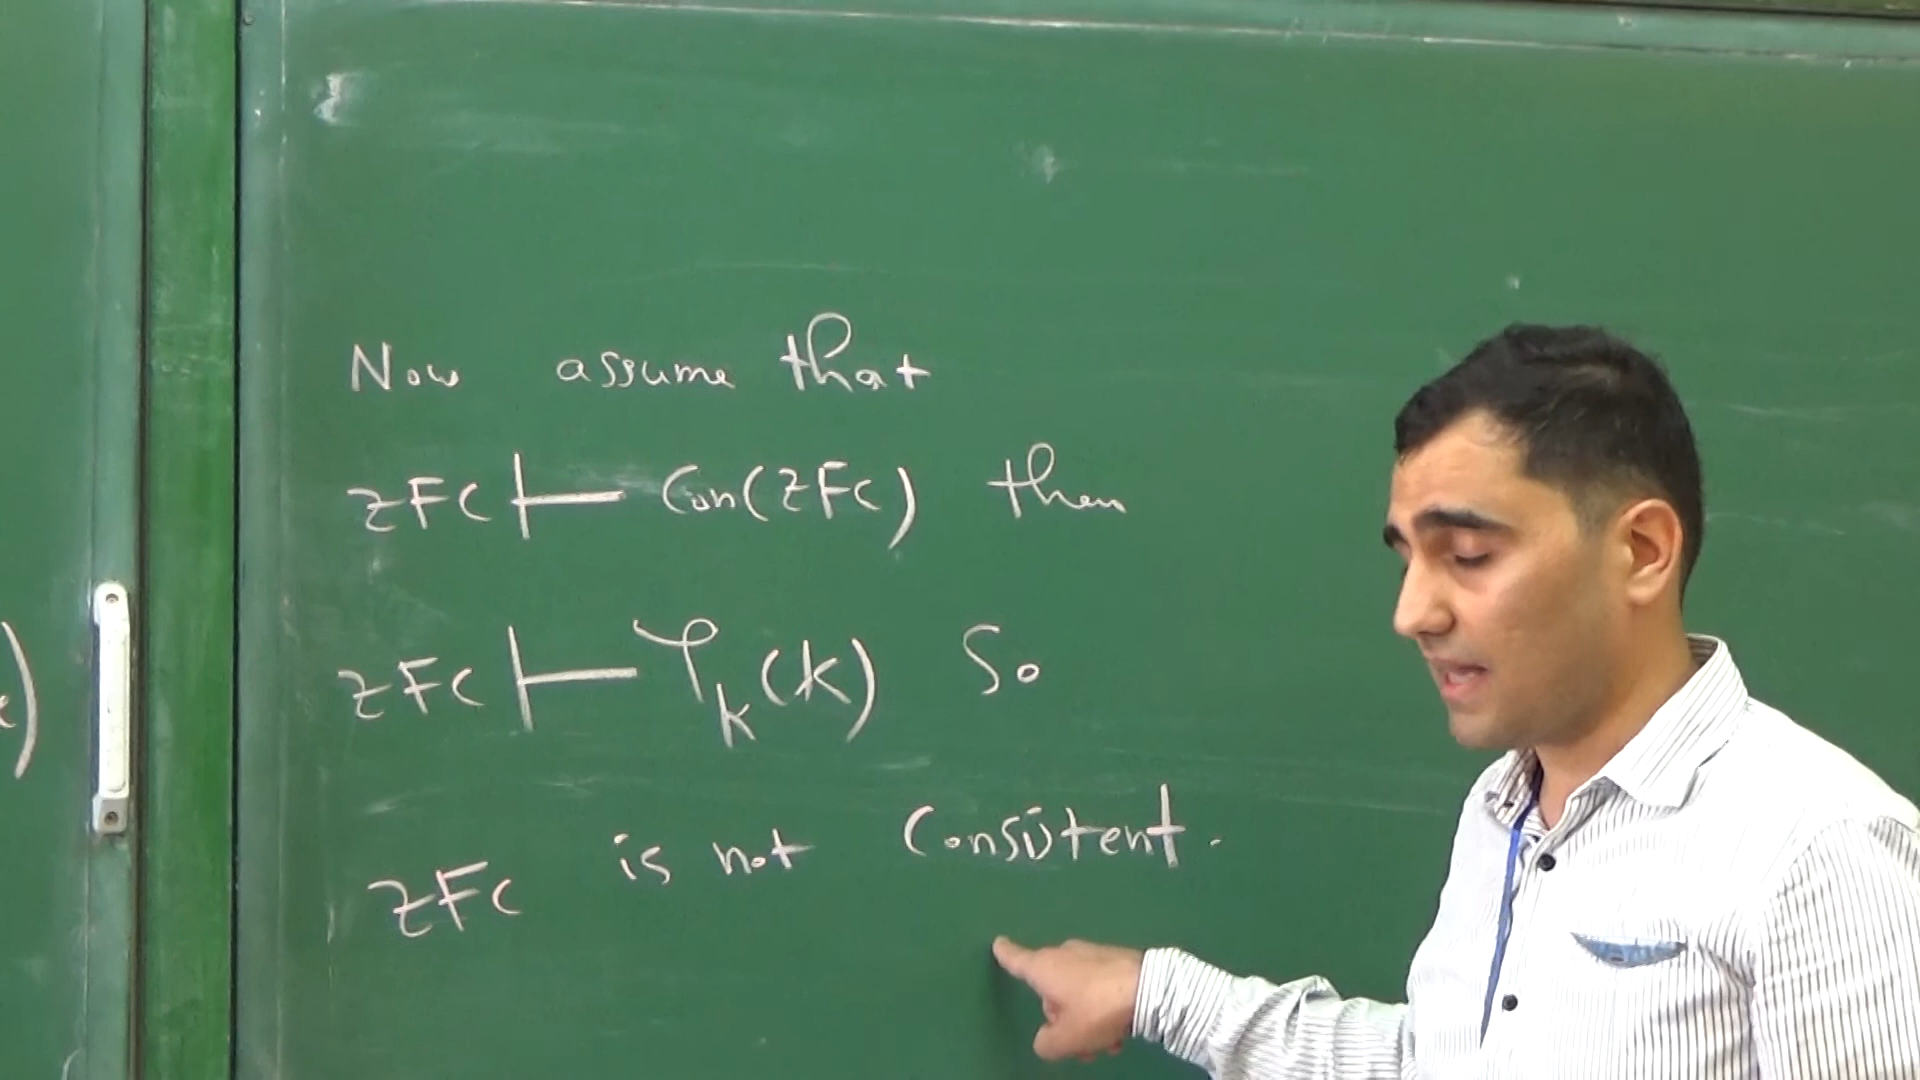 Now assume that
ZFC ⊢ Con(ZFC) then
ZFC ⊢ φ_k(k) So
ZFC is not Consistent.